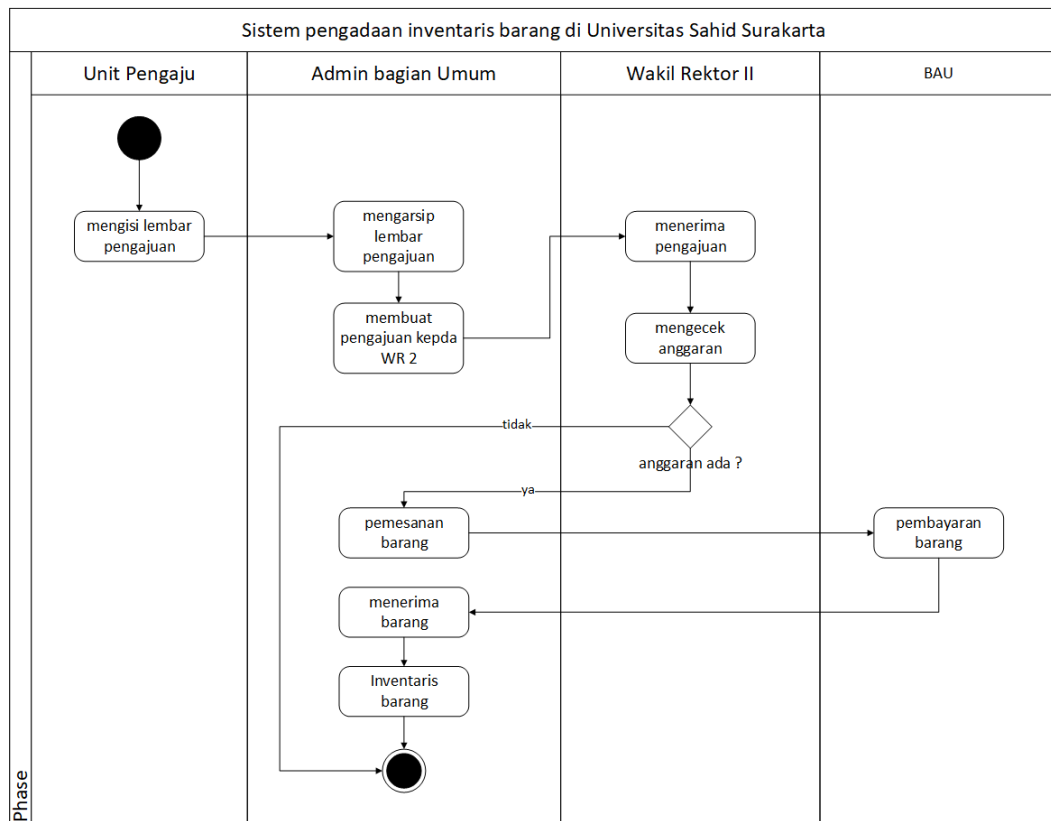 Sistem pengadaan inventaris barang di Universitas Sahid Surakarta
Unit Pengaju
Admin bagian Umum
Wakil Rektor II
BAU
mengisi lembar
pengajuan
mengarsip
lembar
pengajuan
menerima
pengajuan
membuat
pengajuan kepda
WR 2
mengecek
anggaran
tidak
anggaran ada ?
ya
pemesanan
barang
pembayaran
barang
menerima
barang
Inventaris
barang
Phase